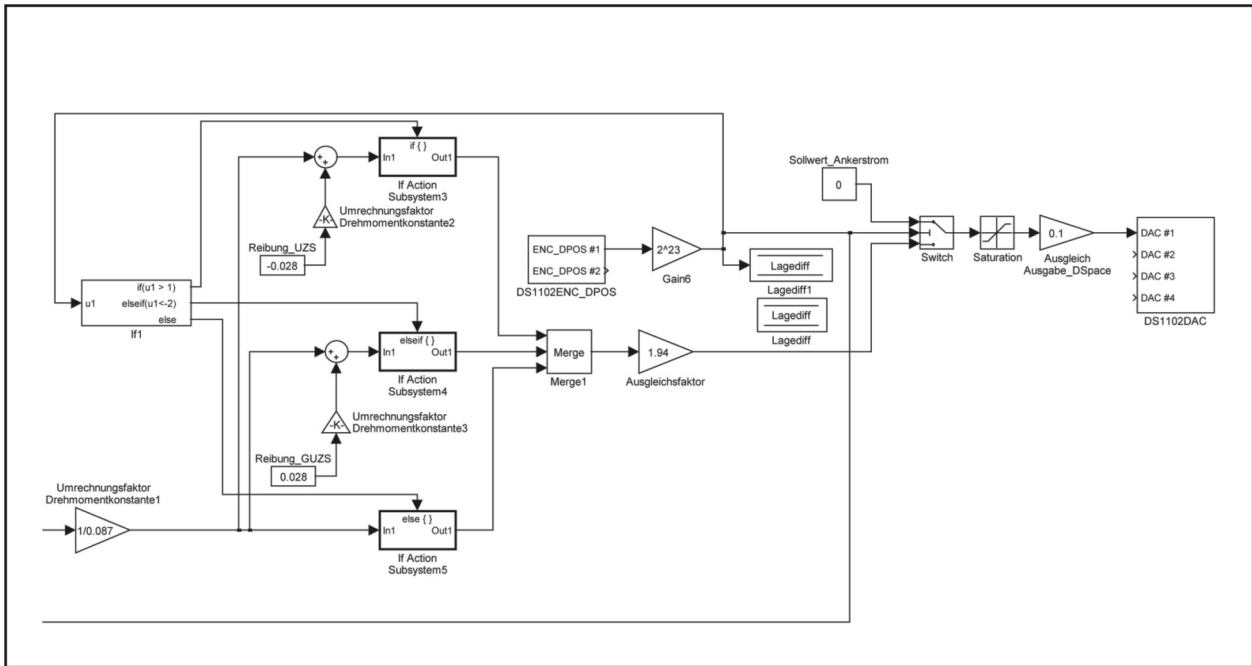 if { }
In1
Out1
If Action
Subsystem3
Umrechnungsfaktor
Drehmomentkonstante2
-K-
Reibung_UZS
-0.028
u1
if(u1 > 1)
elseif(u1<-2)
else
If1
elseif { }
In1
Out1
If Action
Subsystem4
Umrechnungsfaktor
Drehmomentkonstante3
-K-
Reibung_GUZS
0.028
Umrechnungsfaktor
Drehmomentkonstante1
1/0.087
else { }
In1
Out1
If Action
Subsystem5
ENC_DPOS #1
ENC_DPOS #2
DS1102ENC_DPOS
2^23
Gain6
Lagediff
Lagediff1
Lagediff
Lagediff
Merge
Merge1
1.94
Ausgleichsfaktor
Sollwert_Ankerstrom
0
Switch
Saturation
0.1
Ausgleich
Ausgabe_DSpace
DAC #1
DAC #2
DAC #3
DAC #4
DS1102DAC